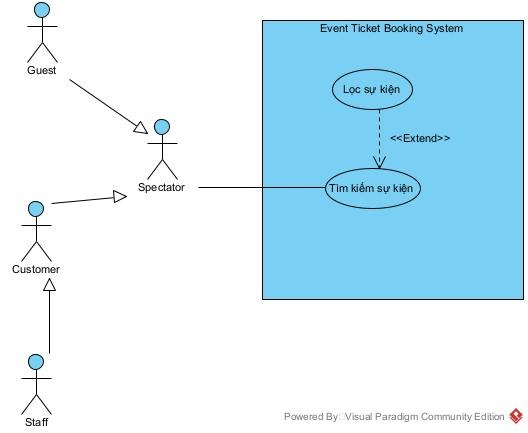 Event Ticket Booking System
Guest
Lọc sự kiện
<<Extend>>
Spectator
Tìm kiếm sự kiện
Customer
Staff
Powered By Visual Paradigm Community Edition